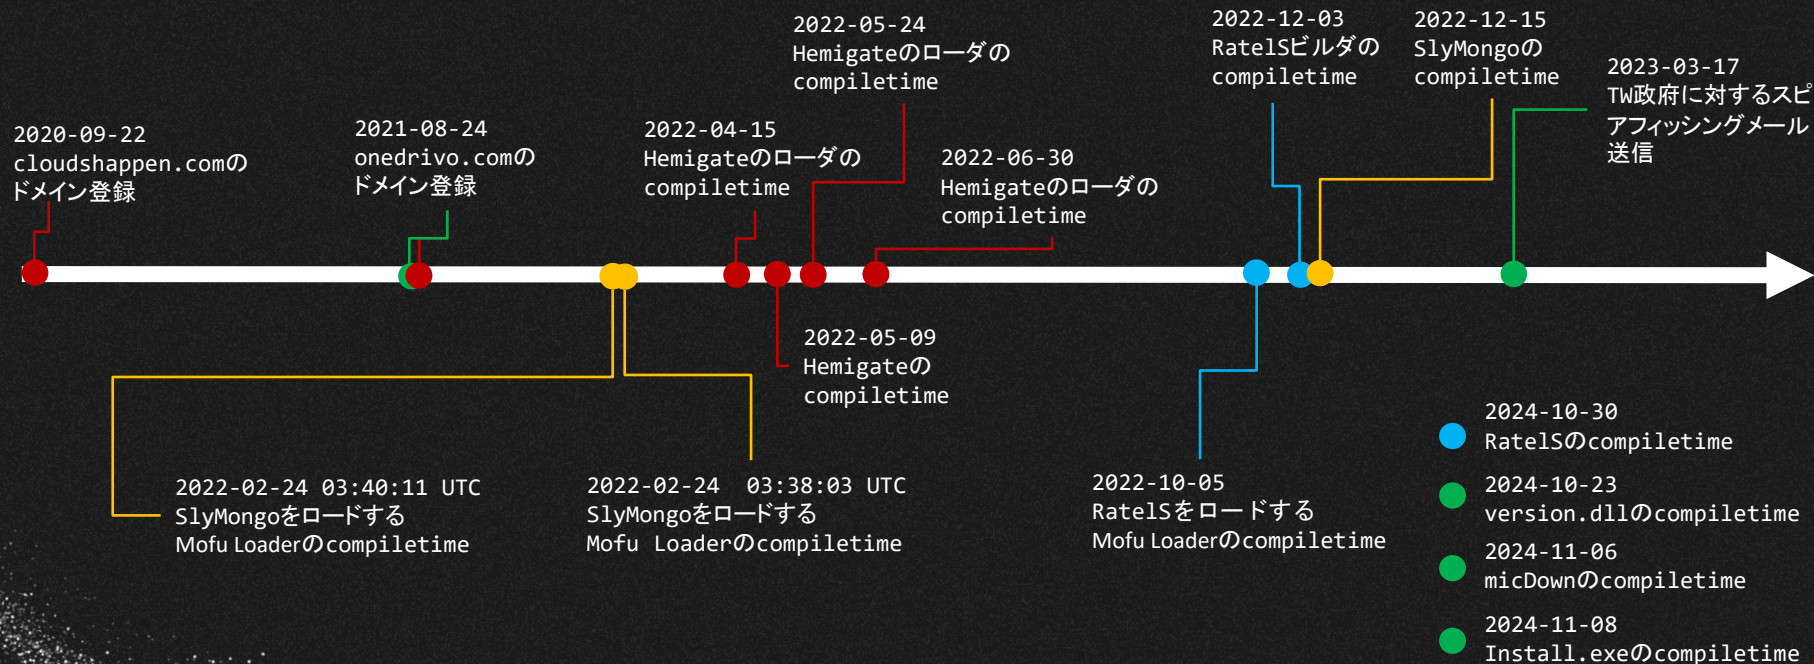 2020-09-22
cloudshappen.comの
ドメイン登録
2021-08-24
onedrivo.comの
ドメイン登録
2022-04-15
Hemigateのローダの
compiletime
2022-05-24
Hemigateのローダの
compiletime
2022-06-30
Hemigateのローダの
compiletime
2022-12-03
RatelSビルダの
compiletime
2022-12-15
SlyMongoの
compiletime
2023-03-17
TW政府に対するスピ
アフィッシングメール
送信
2022-05-09
Hemigateの
compiletime
2022-02-24 03:40:11 UTC
SlyMongoをロードする
Mofu Loaderのcompiletime
2022-02-24  03:38:03 UTC
SlyMongoをロードする
Mofu Loaderのcompiletime
2022-10-05
RatelSをロードする
Mofu Loaderのcompiletime
2024-10-30
RatelSのcompiletime
2024-10-23
version.dllのcompiletime
2024-11-06
micDownのcompiletime
2024-11-08
Install.exeのcompiletime